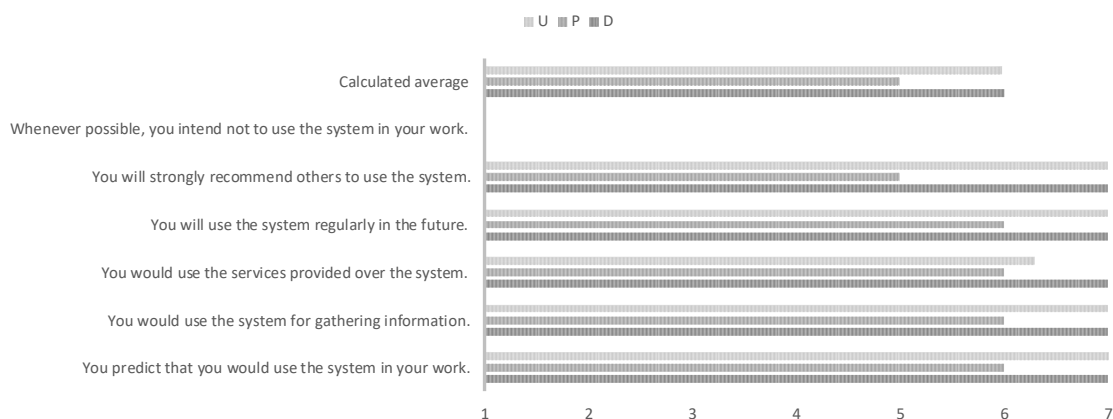 U P D
Calculated average
Whenever possible, you intend not to use the system in your work.
You will strongly recommend others to use the system.
You will use the system regularly in the future.
You would use the services provided over the system.
You would use the system for gathering information.
You predict that you would use the system in your work.
1 2 3 4 5 6 7